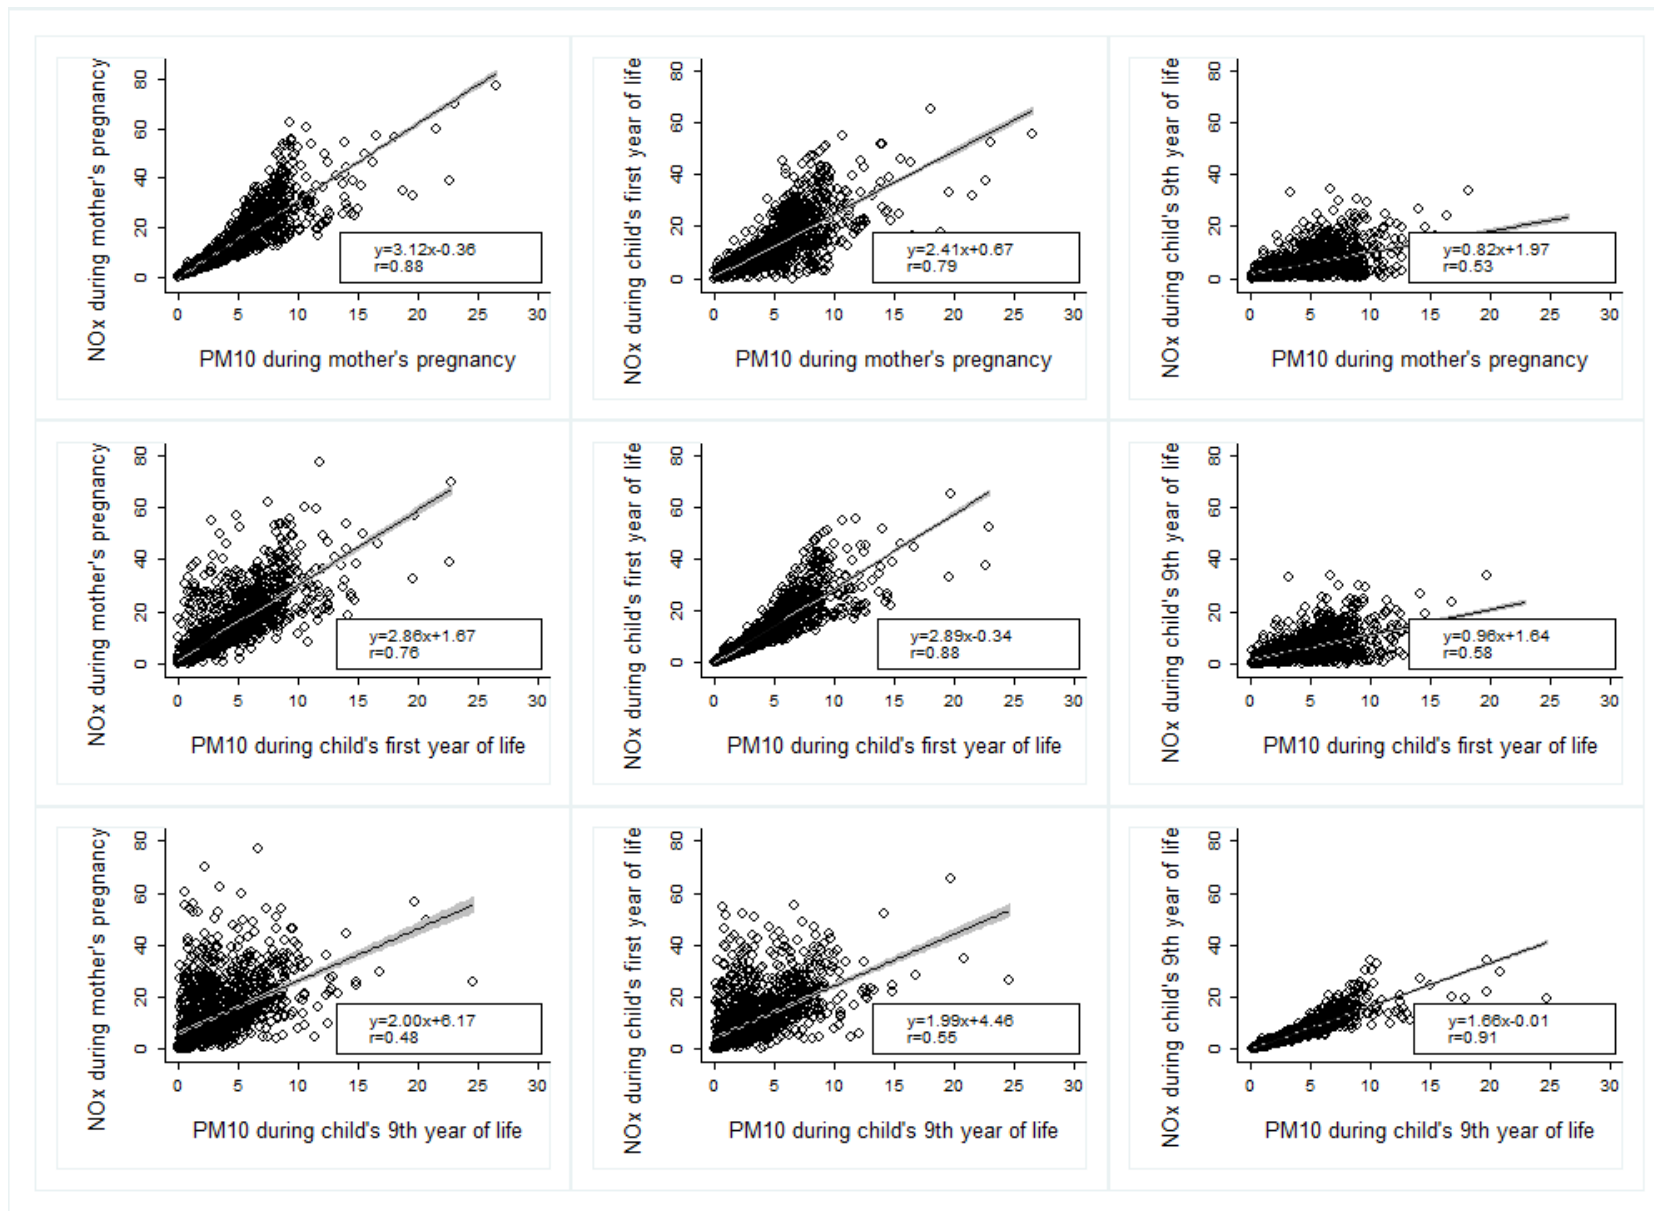 NOx during mother's pregnancy
80
60
40
20
0
y=3.12x-0.36
r=0.88
0 5 10 15 20 25 30
PM10 during mother's pregnancy
NOx during child's first year of life
80
60
40
20
0
y=2.41x+0.67
r=0.79
0 5 10 15 20 25 30
PM10 during mother's pregnancy
NOx during child's 9th year of life
80
60
40
20
0
y=0.82x+1.97
r=0.53
0 5 10 15 20 25 30
PM10 during mother's pregnancy
NOx during mother's pregnancy
80
60
40
20
0
y=2.86x+1.67
r=0.76
0 5 10 15 20 25 30
PM10 during child's first year of life
NOx during child's first year of life
80
60
40
20
0
y=2.89x-0.34
r=0.88
0 5 10 15 20 25 30
PM10 during child's first year of life
NOx during child's 9th year of life
80
60
40
20
0
y=0.96x+1.64
r=0.58
0 5 10 15 20 25 30
PM10 during child's first year of life
NOx during mother's pregnancy
80
60
40
20
0
y=2.00x+6.17
r=0.48
0 5 10 15 20 25 30
PM10 during child's 9th year of life
NOx during child's first year of life
80
60
40
20
0
y=1.99x+4.46
r=0.55
0 5 10 15 20 25 30
PM10 during child's 9th year of life
NOx during child's 9th year of life
80
60
40
20
0
y=1.66x-0.01
r=0.91
0 5 10 15 20 25 30
PM10 during child's 9th year of life